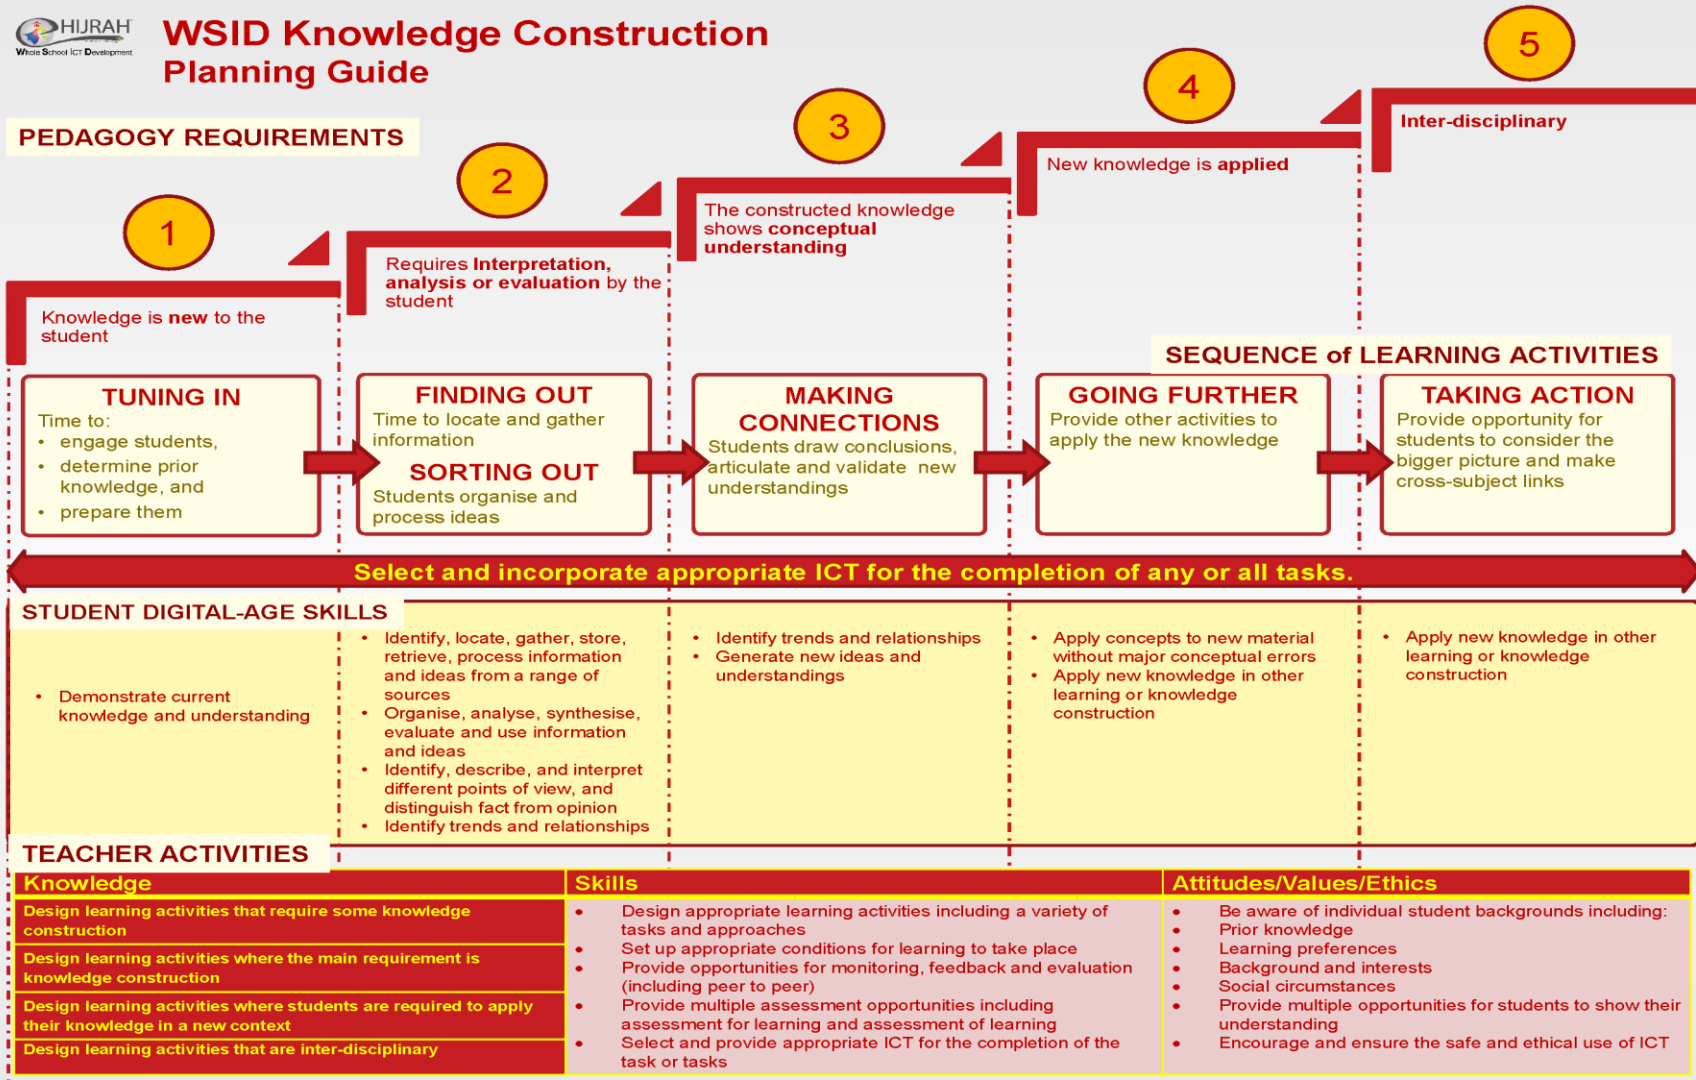 HIJRAH
Whole School ICT Development
WSID Knowledge Construction
Planning Guide
PEDAGOGY REQUIREMENTS
1
Knowledge is new to the
student
2
Requires Interpretation,
analysis or evaluation by the
student
3
The constructed knowledge
shows conceptual
understanding
4
New knowledge is applied
5
Inter-disciplinary
SEQUENCE of LEARNING ACTIVITIES
TUNING IN
Time to:
• engage students,
• determine prior
knowledge, and
• prepare them
FINDING OUT
Time to locate and gather
information
SORTING OUT
Students organise and
process ideas
MAKING
CONNECTIONS
Students draw conclusions,
articulate and validate new
understandings
GOING FURTHER
Provide other activities to
apply the new knowledge
TAKING ACTION
Provide opportunity for
students to consider the
bigger picture and make
cross-subject links
Select and incorporate appropriate ICT for the completion of any or all tasks.
STUDENT DIGITAL-AGE SKILLS
• Demonstrate current
knowledge and understanding
• Identify, locate, gather, store,
retrieve, process information
and ideas from a range of
sources
• Organise, analyse, synthesise,
evaluate and use information
and ideas
• Identify, describe, and interpret
different points of view, and
distinguish fact from opinion
• Identify trends and relationships
• Identify trends and relationships
• Generate new ideas and
understandings
• Apply concepts to new material
without major conceptual errors
• Apply new knowledge in other
learning or knowledge
construction
• Apply new knowledge in other
learning or knowledge
construction
TEACHER ACTIVITIES
Knowledge
Design learning activities that require some knowledge
construction
Design learning activities where the main requirement is
knowledge construction
Design learning activities where students are required to apply
their knowledge in a new context
Design learning activities that are inter-disciplinary
Skills
• Design appropriate learning activities including a variety of
tasks and approaches
• Set up appropriate conditions for learning to take place
• Provide opportunities for monitoring, feedback and evaluation
(including peer to peer)
• Provide multiple assessment opportunities including
assessment for learning and assessment of learning
• Select and provide appropriate ICT for the completion of the
task or tasks
Attitudes/Values/Ethics
• Be aware of individual student backgrounds including:
• Prior knowledge
• Learning preferences
• Background and interests
• Social circumstances
• Provide multiple opportunities for students to show their
understanding
• Encourage and ensure the safe and ethical use of ICT